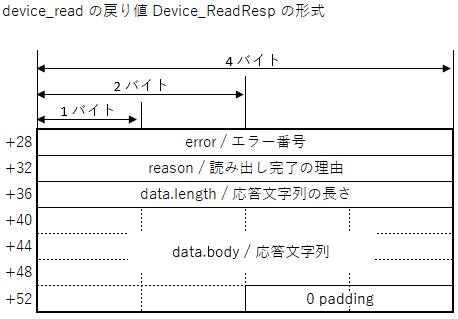 device_read の戻り値 Device_ReadResp の形式
4 バイト
2 バイト
1 バイト
+28 error / エラー番号
+32 reason / 読み出し完了の理由
+36 data.length / 応答文字列の長さ
+40
+44 data.body / 応答文字列
+48
+52 0 padding